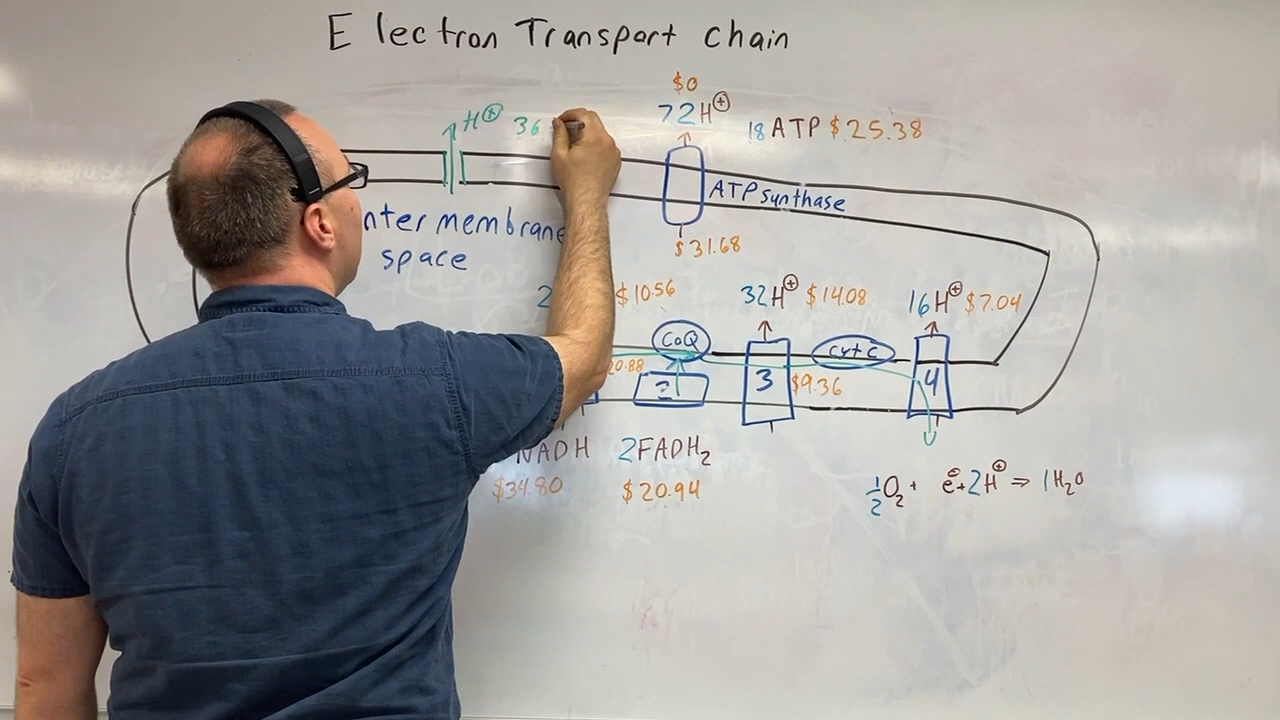 Electron Transport Chain
$0
H⊕ 36
72H⊕
18 ATP $25.38
ATP synthase
nter membrane
space
$31.68
2
$10.56
32H⊕ $14.08
16H⊕ $7.04
CoQ
cyt c
20.88
2
3
$9.36
4
NADH
2FADH₂
$34.80
$20.94
½O₂ + e⁻+2H⊕ ⇒ 1H₂O